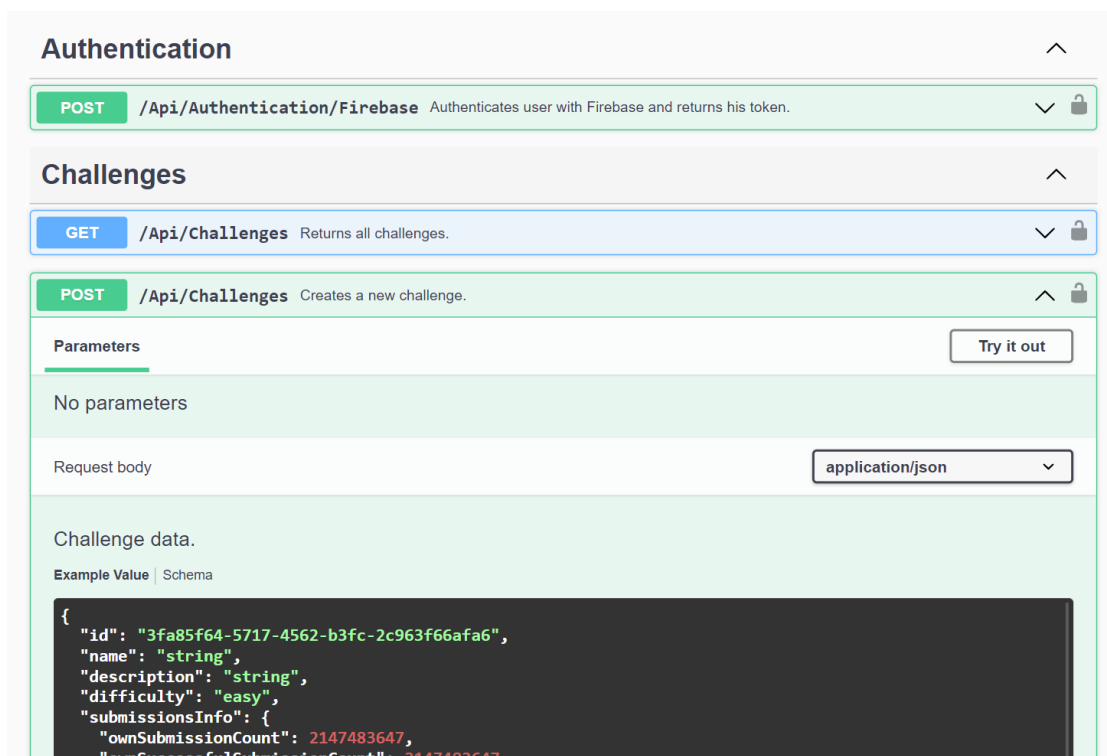 Authentication
POST /Api/Authentication/Firebase Authenticates user with Firebase and returns his token.
Challenges
GET /Api/Challenges Returns all challenges.
POST /Api/Challenges Creates a new challenge.
Parameters Try it out
No parameters
Request body application/json
Challenge data.
Example Value Schema
{
"id": "3fa85f64-5717-4562-b3fc-2c963f66afa6",
"name": "string",
"description": "string",
"difficulty": "easy",
"submissionsInfo": {
"ownSubmissionCount": 2147483647,
"ownSuccessfulSubmissionCount": 2147483647